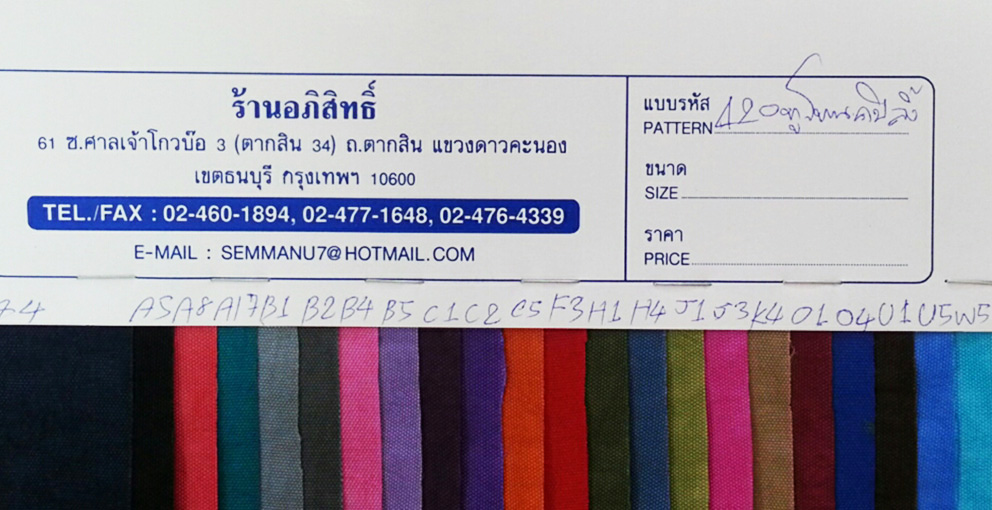 ร้านอภิสิทธิ์
61 ซ.ศาลเจ้าโกวบ๊อ 3 (ตากสิน 34) ถ.ตากสิน แขวงดาวคะนอง
เขตธนบุรี กรุงเทพฯ 10600
TEL./FAX : 02-460-1894, 02-477-1648, 02-476-4339
E-MAIL : SEMMANU7@HOTMAIL.COM
แบบรหัส
PATTERN 420
ขนาด
SIZE
ราคา
PRICE
A5 A8 A17 B1 B2 B4 B5 C1 C2 C5 F3 H1 H4 J1 J3 K4 O1 O4 U1 U5 W5